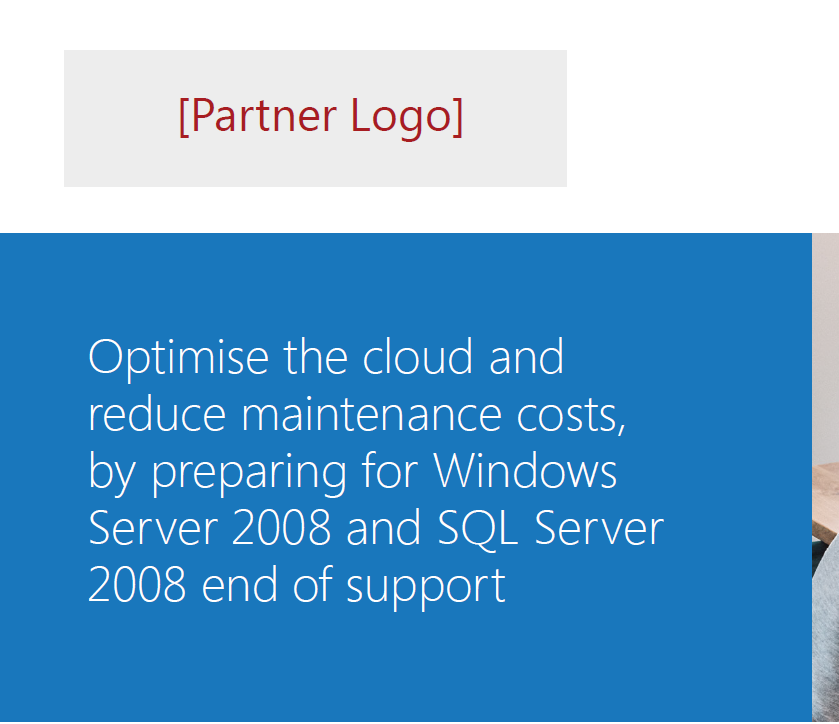 [Partner Logo]
Optimise the cloud and
reduce maintenance costs,
by preparing for Windows
Server 2008 and SQL Server
2008 end of support